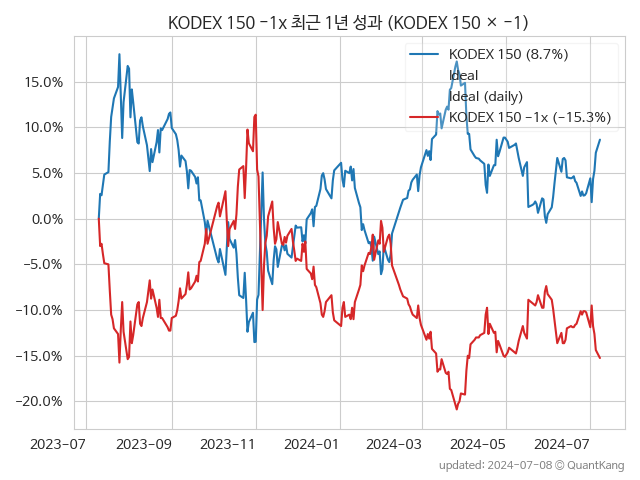 KODEX 150 −1x 최근 1년 성과 (KODEX 150 × −1)
KODEX 150 (8.7%)
Ideal
Ideal (daily)
KODEX 150 −1x (−15.3%)
15.0%
10.0%
5.0%
0.0%
−5.0%
−10.0%
−15.0%
−20.0%
2023−07 2023−09 2023−11 2024−01 2024−03 2024−05 2024−07
updated: 2024−07−08 © QuantKang